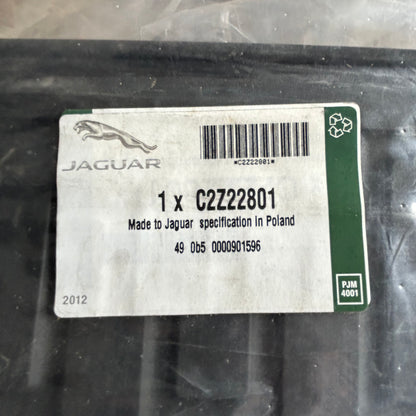 JAGUAR
*C2Z22801*
1 x C2Z22801
Made to Jaguar specification in Poland
49 0b5 0000901596
2012
PJM
4001